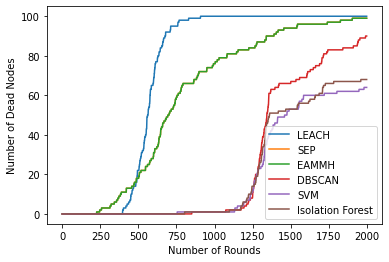 100
80
60
40
20
0
Number of Dead Nodes
LEACH
SEP
EAMMH
DBSCAN
SVM
Isolation Forest
0 250 500 750 1000 1250 1500 1750 2000
Number of Rounds